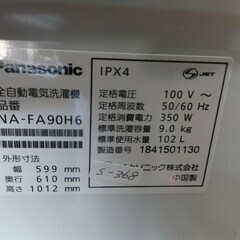 Panasonic
全自動電気洗濯機
品番
NA-FA90H6
外形寸法
幅 599 mm
奥行 610 mm
高さ 1012 mm
IPX4
JET
定格電圧 100 V~
定格周波数 50/60 Hz
定格消費電力 350 W
標準洗濯容量 9.0 kg
標準使用水量 102 L
製造番号 1841501130
S-368
ソニック株式会社
中国製